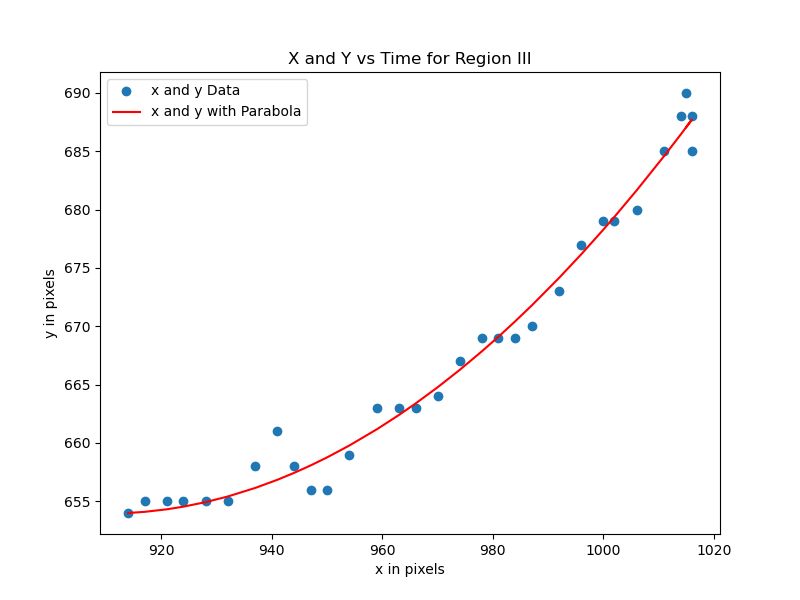 X and Y vs Time for Region III
x and y Data
x and y with Parabola
690
685
680
675
670
665
660
655
y in pixels
920 940 960 980 1000 1020
x in pixels